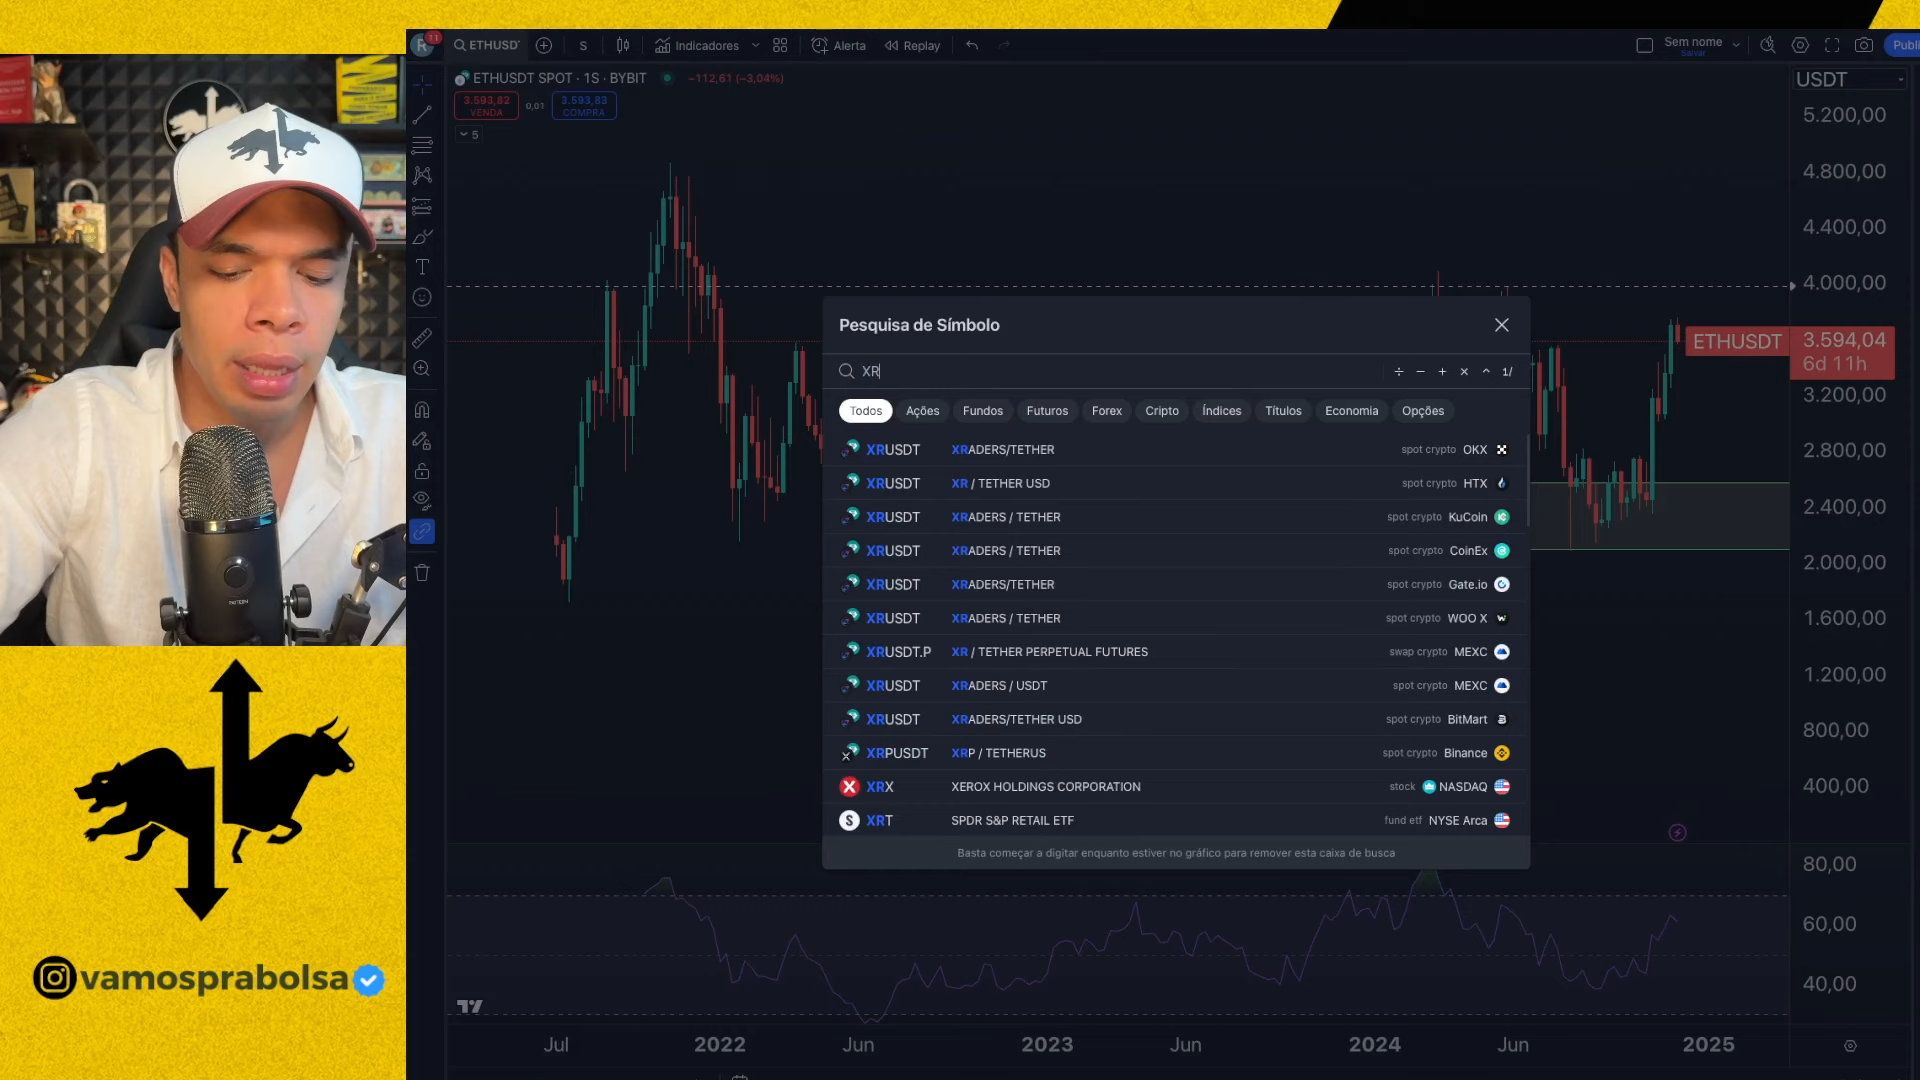 R 11 ETHUSD' S Indicadores Alerta Replay Sem nome Salvar Publi
ETHUSDT SPOT · 1S · BYBIT −112,61 (−3,04%)
3.593,82 VENDA 0,01 3.593,83 COMPRA
5
USDT
5.200,00
4.800,00
4.400,00
4.000,00
ETHUSDT 3.594,04
6d 11h
3.200,00
2.800,00
2.400,00
2.000,00
1.600,00
1.200,00
800,00
400,00
80,00
60,00
40,00
Pesquisa de Símbolo
XR ÷ − + × ^ 1/
Todos Ações Fundos Futuros Forex Cripto Índices Títulos Economia Opções
XRUSDT XRADERS/TETHER spot crypto OKX
XRUSDT XR / TETHER USD spot crypto HTX
XRUSDT XRADERS / TETHER spot crypto KuCoin
XRUSDT XRADERS / TETHER spot crypto CoinEx
XRUSDT XRADERS/TETHER spot crypto Gate.io
XRUSDT XRADERS / TETHER spot crypto WOO X
XRUSDT.P XR / TETHER PERPETUAL FUTURES swap crypto MEXC
XRUSDT XRADERS / USDT spot crypto MEXC
XRUSDT XRADERS/TETHER USD spot crypto BitMart
XRPUSDT XRP / TETHERUS spot crypto Binance
XRX XEROX HOLDINGS CORPORATION stock NASDAQ
S XRT SPDR S&P RETAIL ETF fund etf NYSE Arca
Basta começar a digitar enquanto estiver no gráfico para remover esta caixa de busca
Jul 2022 Jun 2023 Jun 2024 Jun 2025
vamosprabolsa